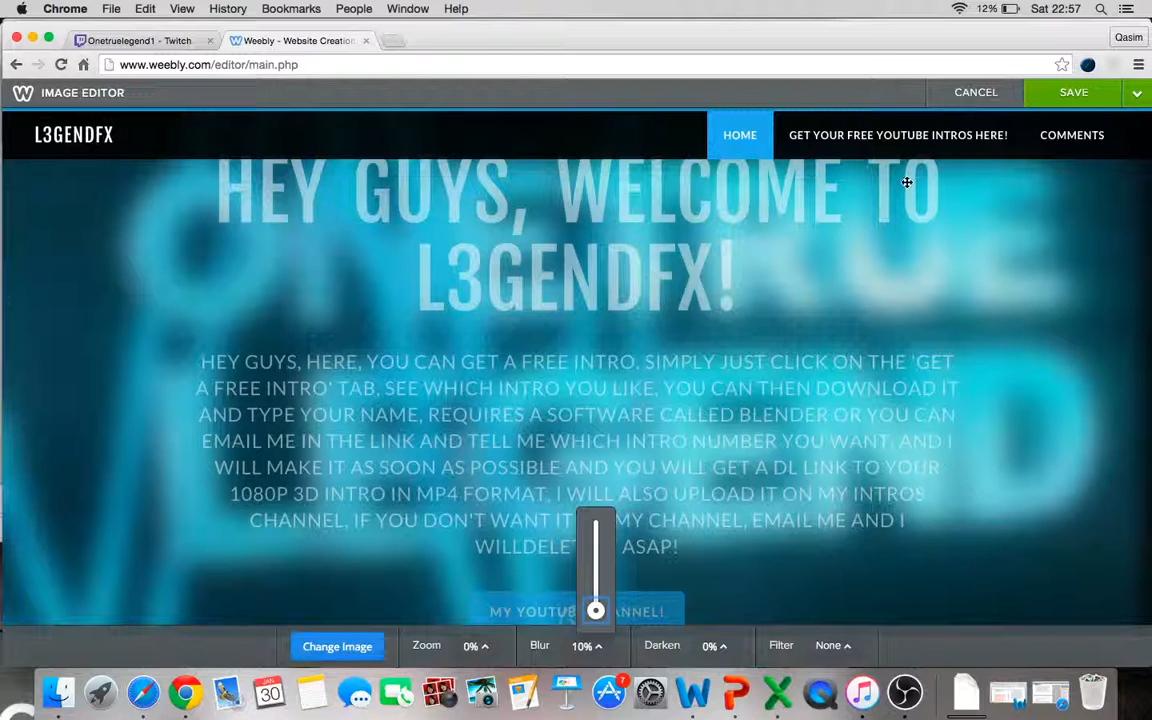 Chrome File Edit View History Bookmarks People Window Help 12% Sat 22:57
Onetruelegend1 - Twitch × Weebly - Website Creation × Qasim
www.weebly.com/editor/main.php
IMAGE EDITOR CANCEL SAVE
L3GENDFX HOME GET YOUR FREE YOUTUBE INTROS HERE! COMMENTS
HEY GUYS, WELCOME TO
L3GENDFX!
HEY GUYS, HERE, YOU CAN GET A FREE INTRO. SIMPLY JUST CLICK ON THE 'GET
A FREE INTRO' TAB, SEE WHICH INTRO YOU LIKE, YOU CAN THEN DOWNLOAD IT
AND TYPE YOUR NAME, REQUIRES A SOFTWARE CALLED BLENDER OR YOU CAN
EMAIL ME IN THE LINK AND TELL ME WHICH INTRO NUMBER YOU WANT, AND I
WILL MAKE IT AS SOON AS POSSIBLE AND YOU WILL GET A DL LINK TO YOUR
1080P 3D INTRO IN MP4 FORMAT, I WILL ALSO UPLOAD IT ON MY INTROS
CHANNEL, IF YOU DON'T WANT IT MY CHANNEL, EMAIL ME AND I
WILLDELET ASAP!
MY YOUTUB NNEL!
Change Image Zoom 0% Blur 10% Darken 0% Filter None
JAN
30
7